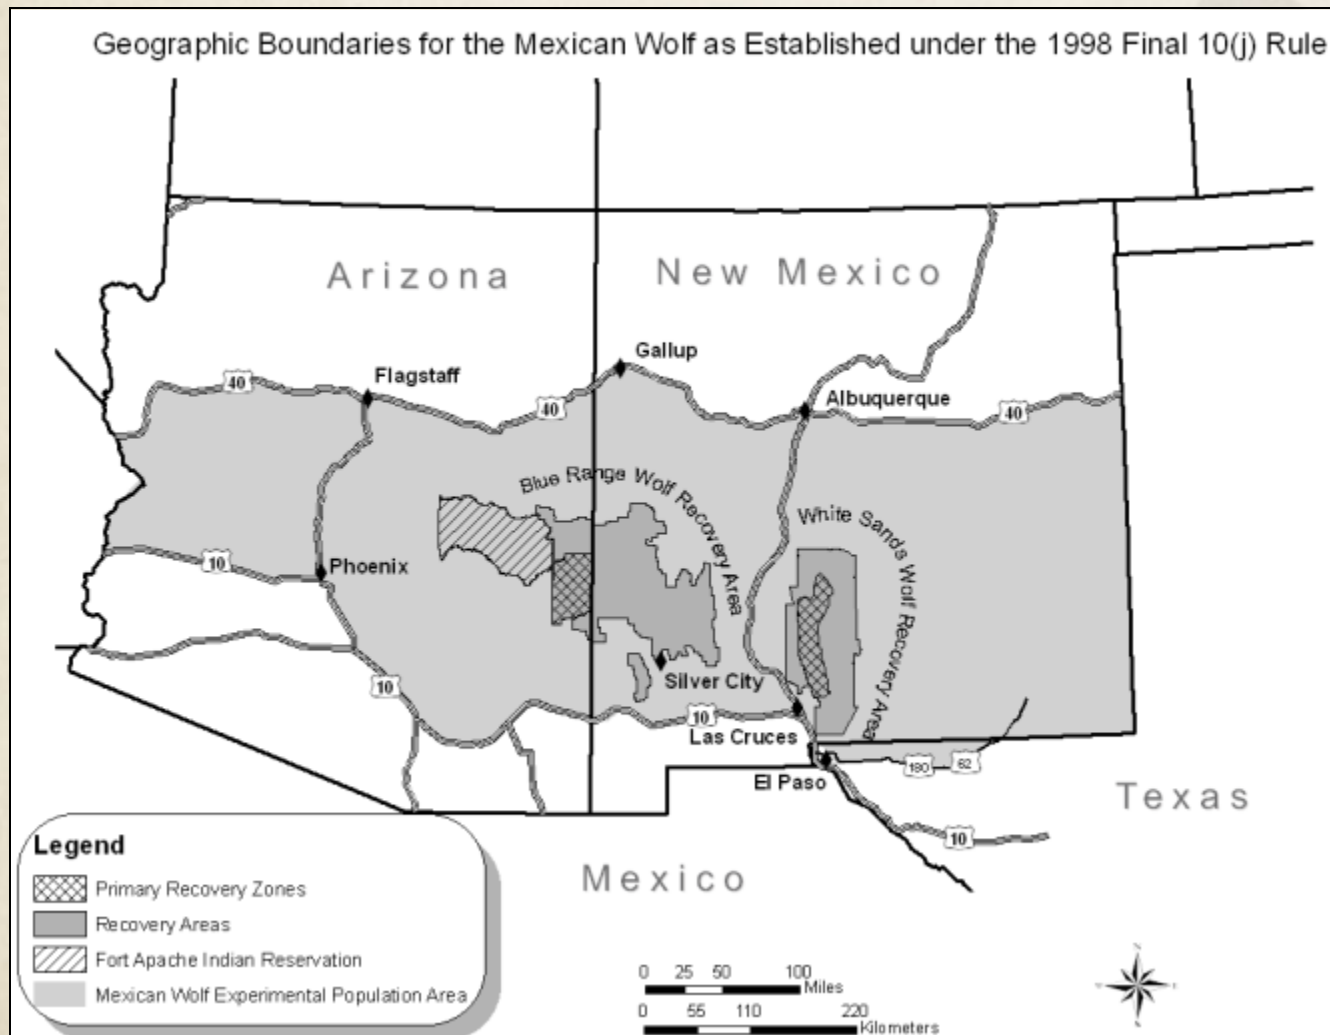 Geographic Boundaries for the Mexican Wolf as Established under the 1998 Final 10(j) Rule
Arizona
New Mexico
Gallup
Flagstaff
40
40
Albuquerque
40
Blue Range Wolf Recovery Area
White Sands Wolf Recovery Area
10
Phoenix
10
Silver City
10
Las Cruces
El Paso
180
62
Texas
10
Mexico
Legend
Primary Recovery Zones
Recovery Areas
Fort Apache Indian Reservation
Mexican Wolf Experimental Population Area
0 25 50 100
Miles
0 55 110 220
Kilometers
N